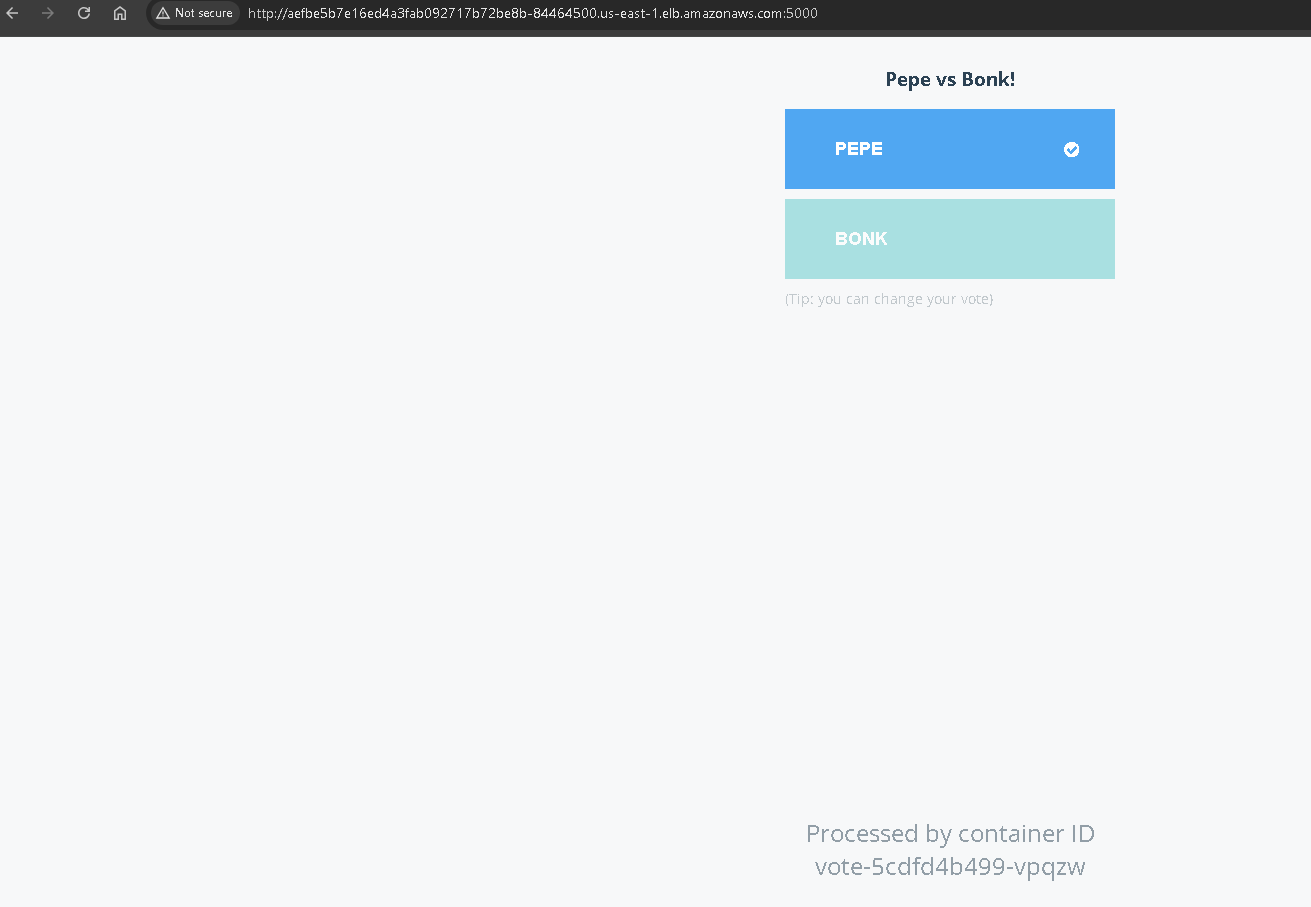 Not secure
http://aefbe5b7e16ed4a3fab092717b72be8b-84464500.us-east-1.elb.amazonaws.com:5000
Pepe vs Bonk!
PEPE
BONK
(Tip: you can change your vote)
Processed by container ID
vote-5cdfd4b499-vpqzw